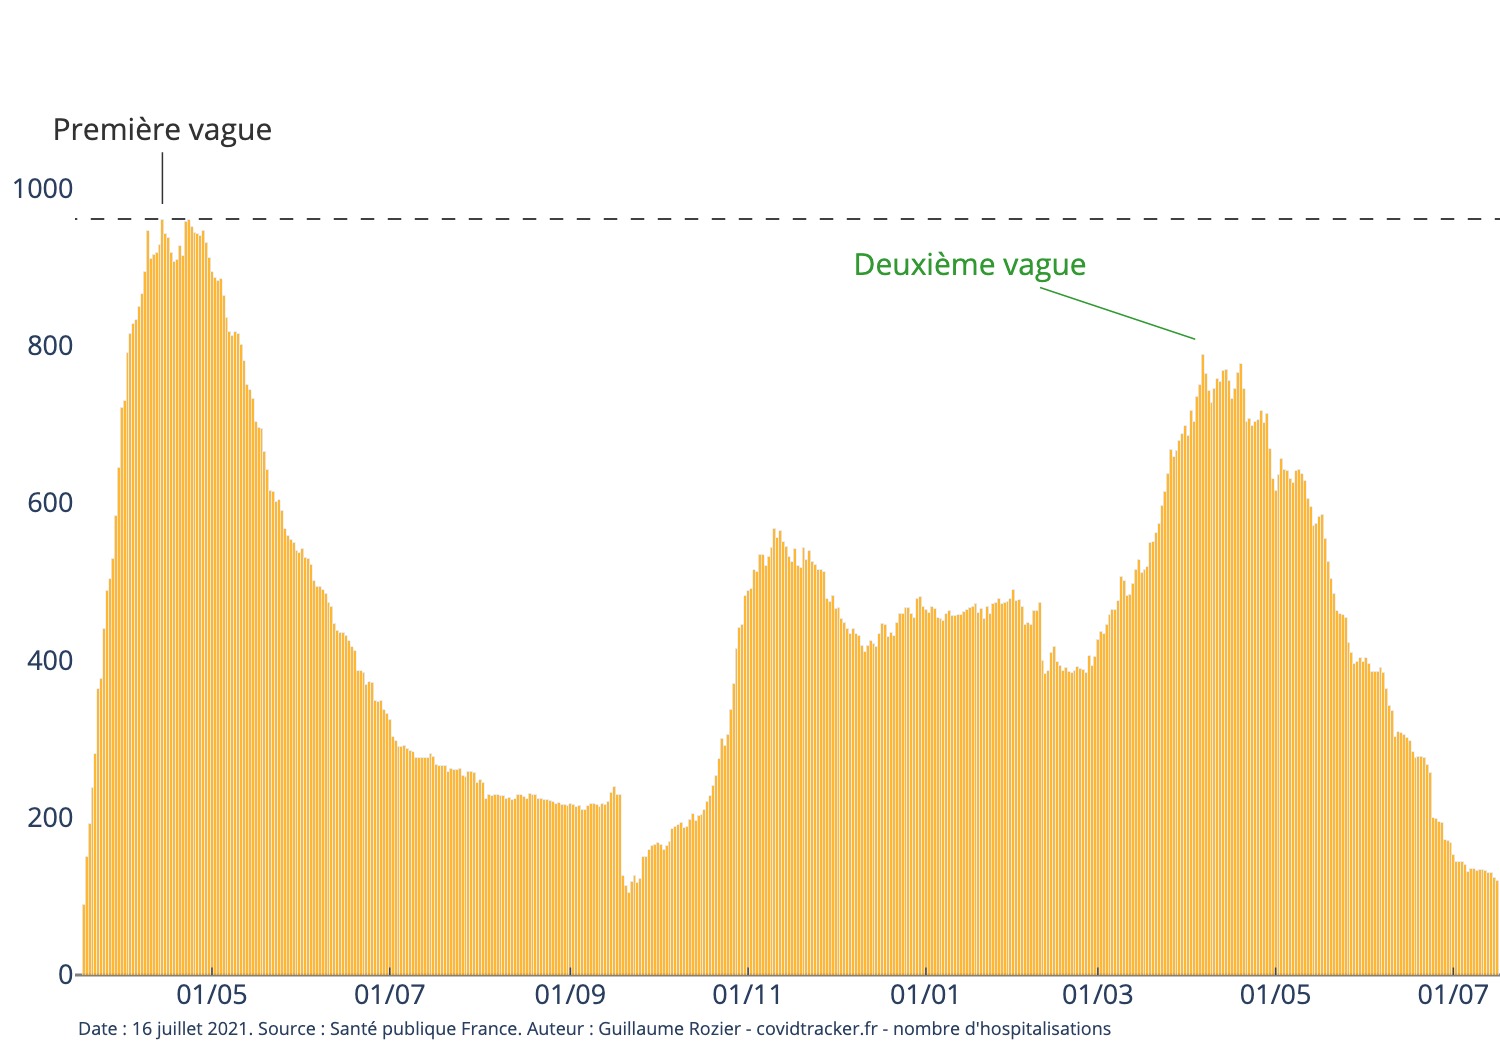 Première vague
1000
Deuxième vague
800
600
400
200
0
01/05 01/07 01/09 01/11 01/01 01/03 01/05 01/07
Date : 16 juillet 2021. Source : Santé publique France. Auteur : Guillaume Rozier - covidtracker.fr - nombre d'hospitalisations